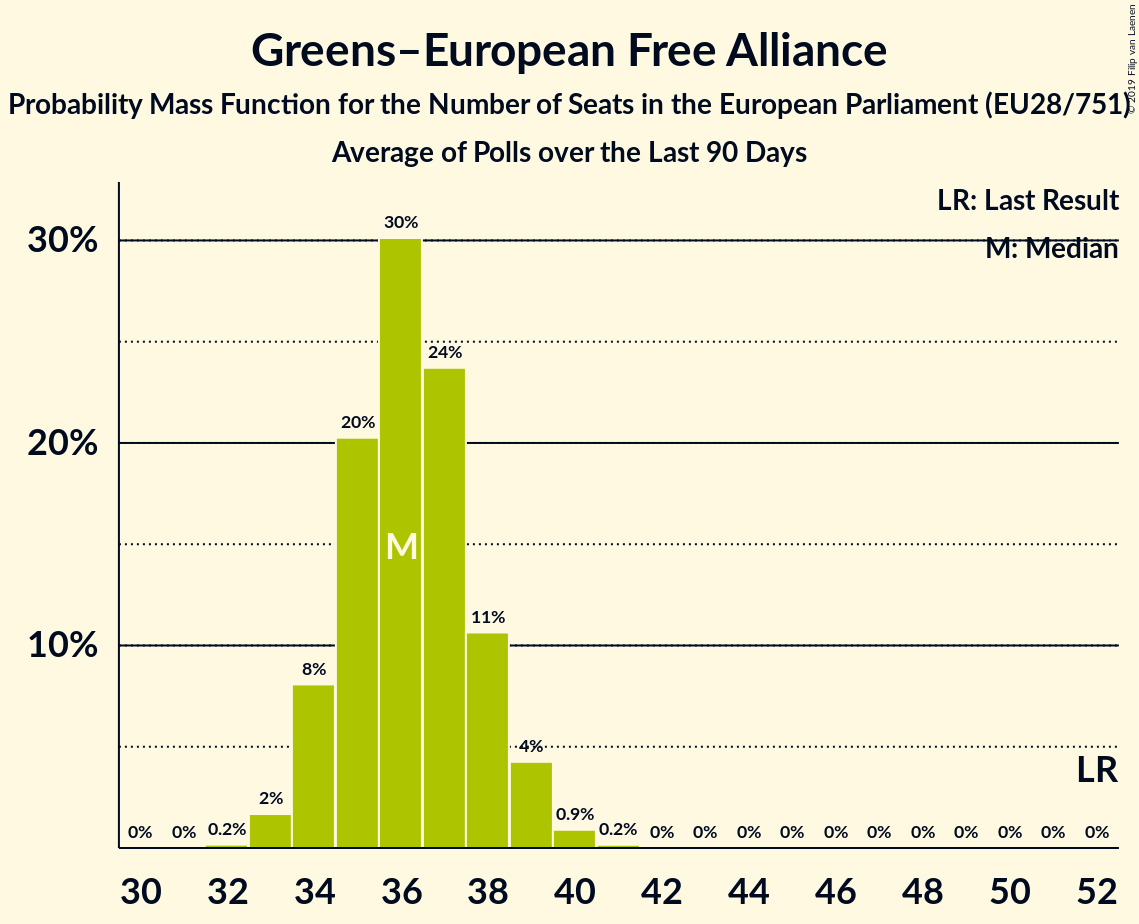 Greens–European Free Alliance
Probability Mass Function for the Number of Seats in the European Parliament (EU28/751)
Average of Polls over the Last 90 Days
© 2019 Filip van Laenen
LR: Last Result
M: Median
30%
20%
10%
0% 0% 0.2% 2% 8% 20% 30% 24% 11% 4% 0.9% 0.2% 0% 0% 0% 0% 0% 0% 0% 0% 0% 0% 0%
M
LR
30 32 34 36 38 40 42 44 46 48 50 52